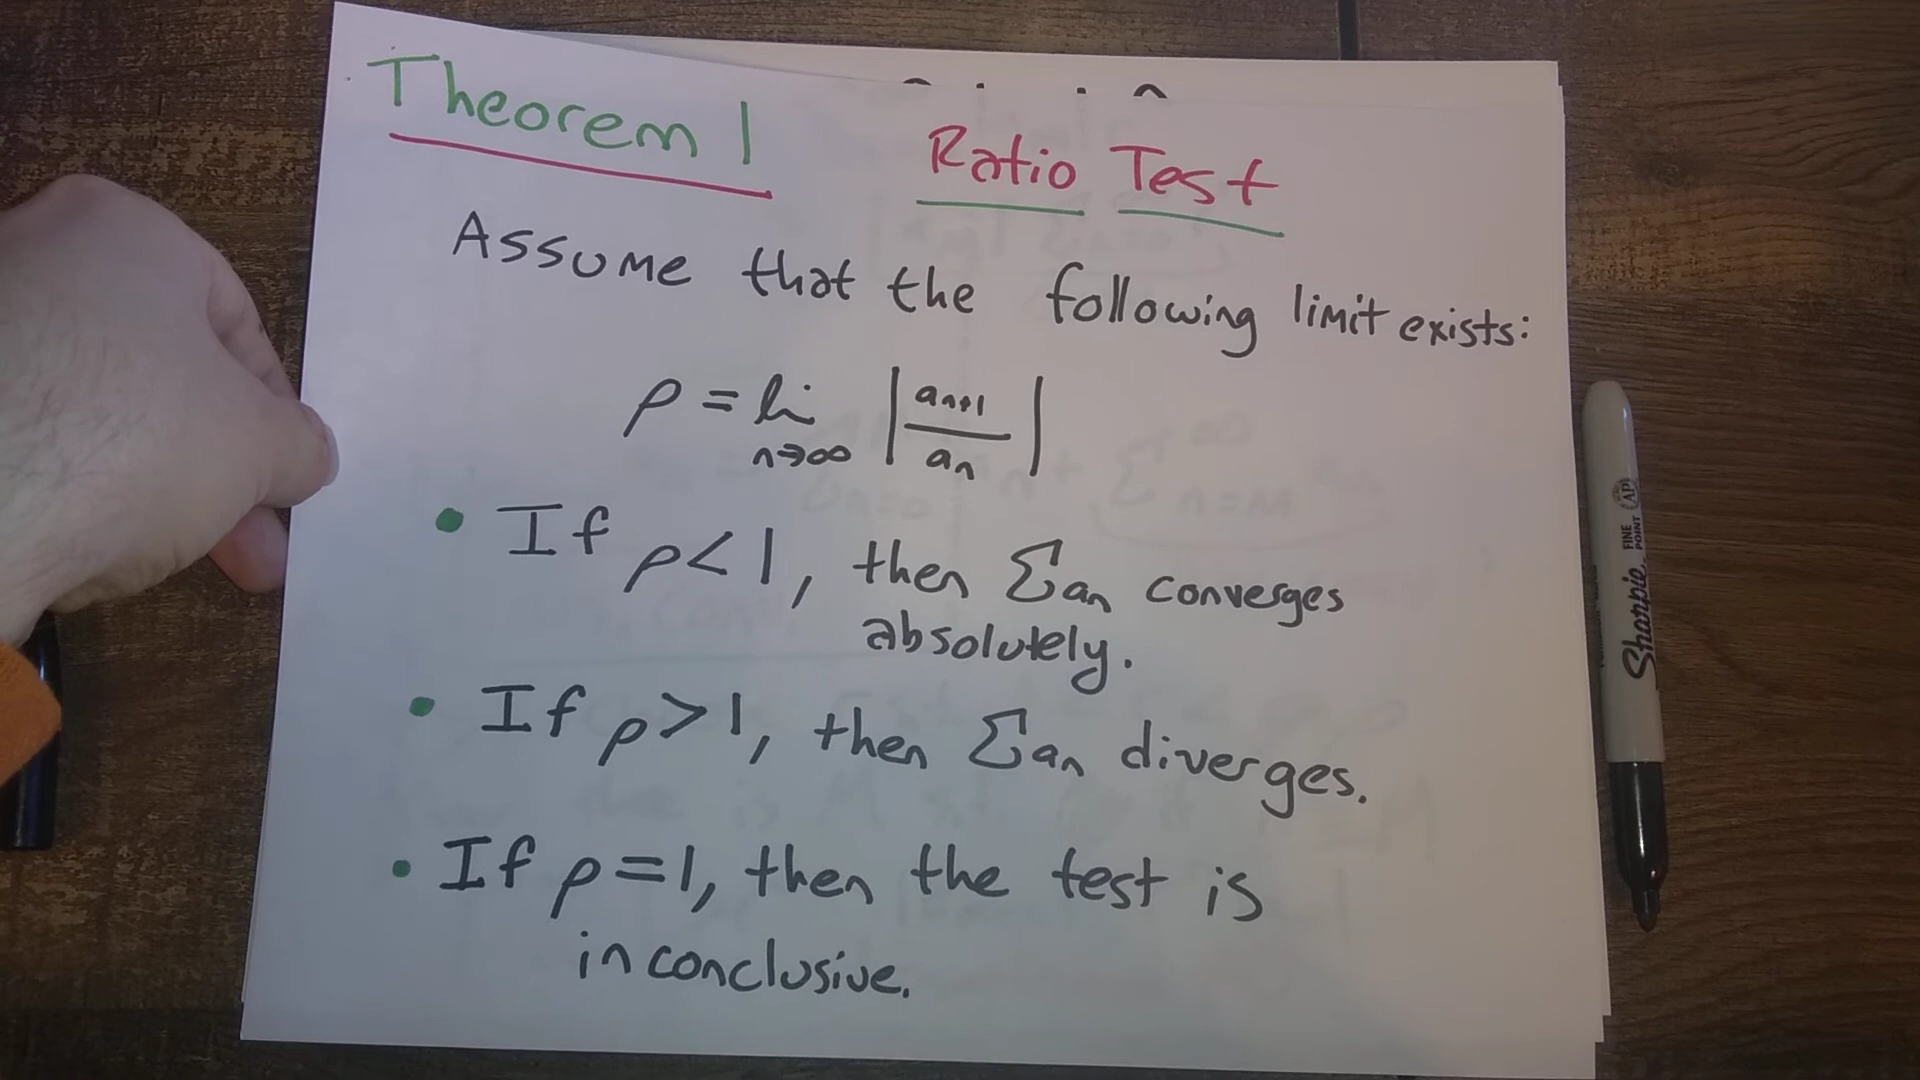 Theorem 1 Ratio Test
Assume that the following limit exists:
ρ = lim n→∞ | an+1 / an |
• If ρ<1, then Σan converges
absolutely.
• If ρ>1, then Σan diverges.
• If ρ=1, then the test is
inconclusive.
Sharpie
FINE
POINT
AP